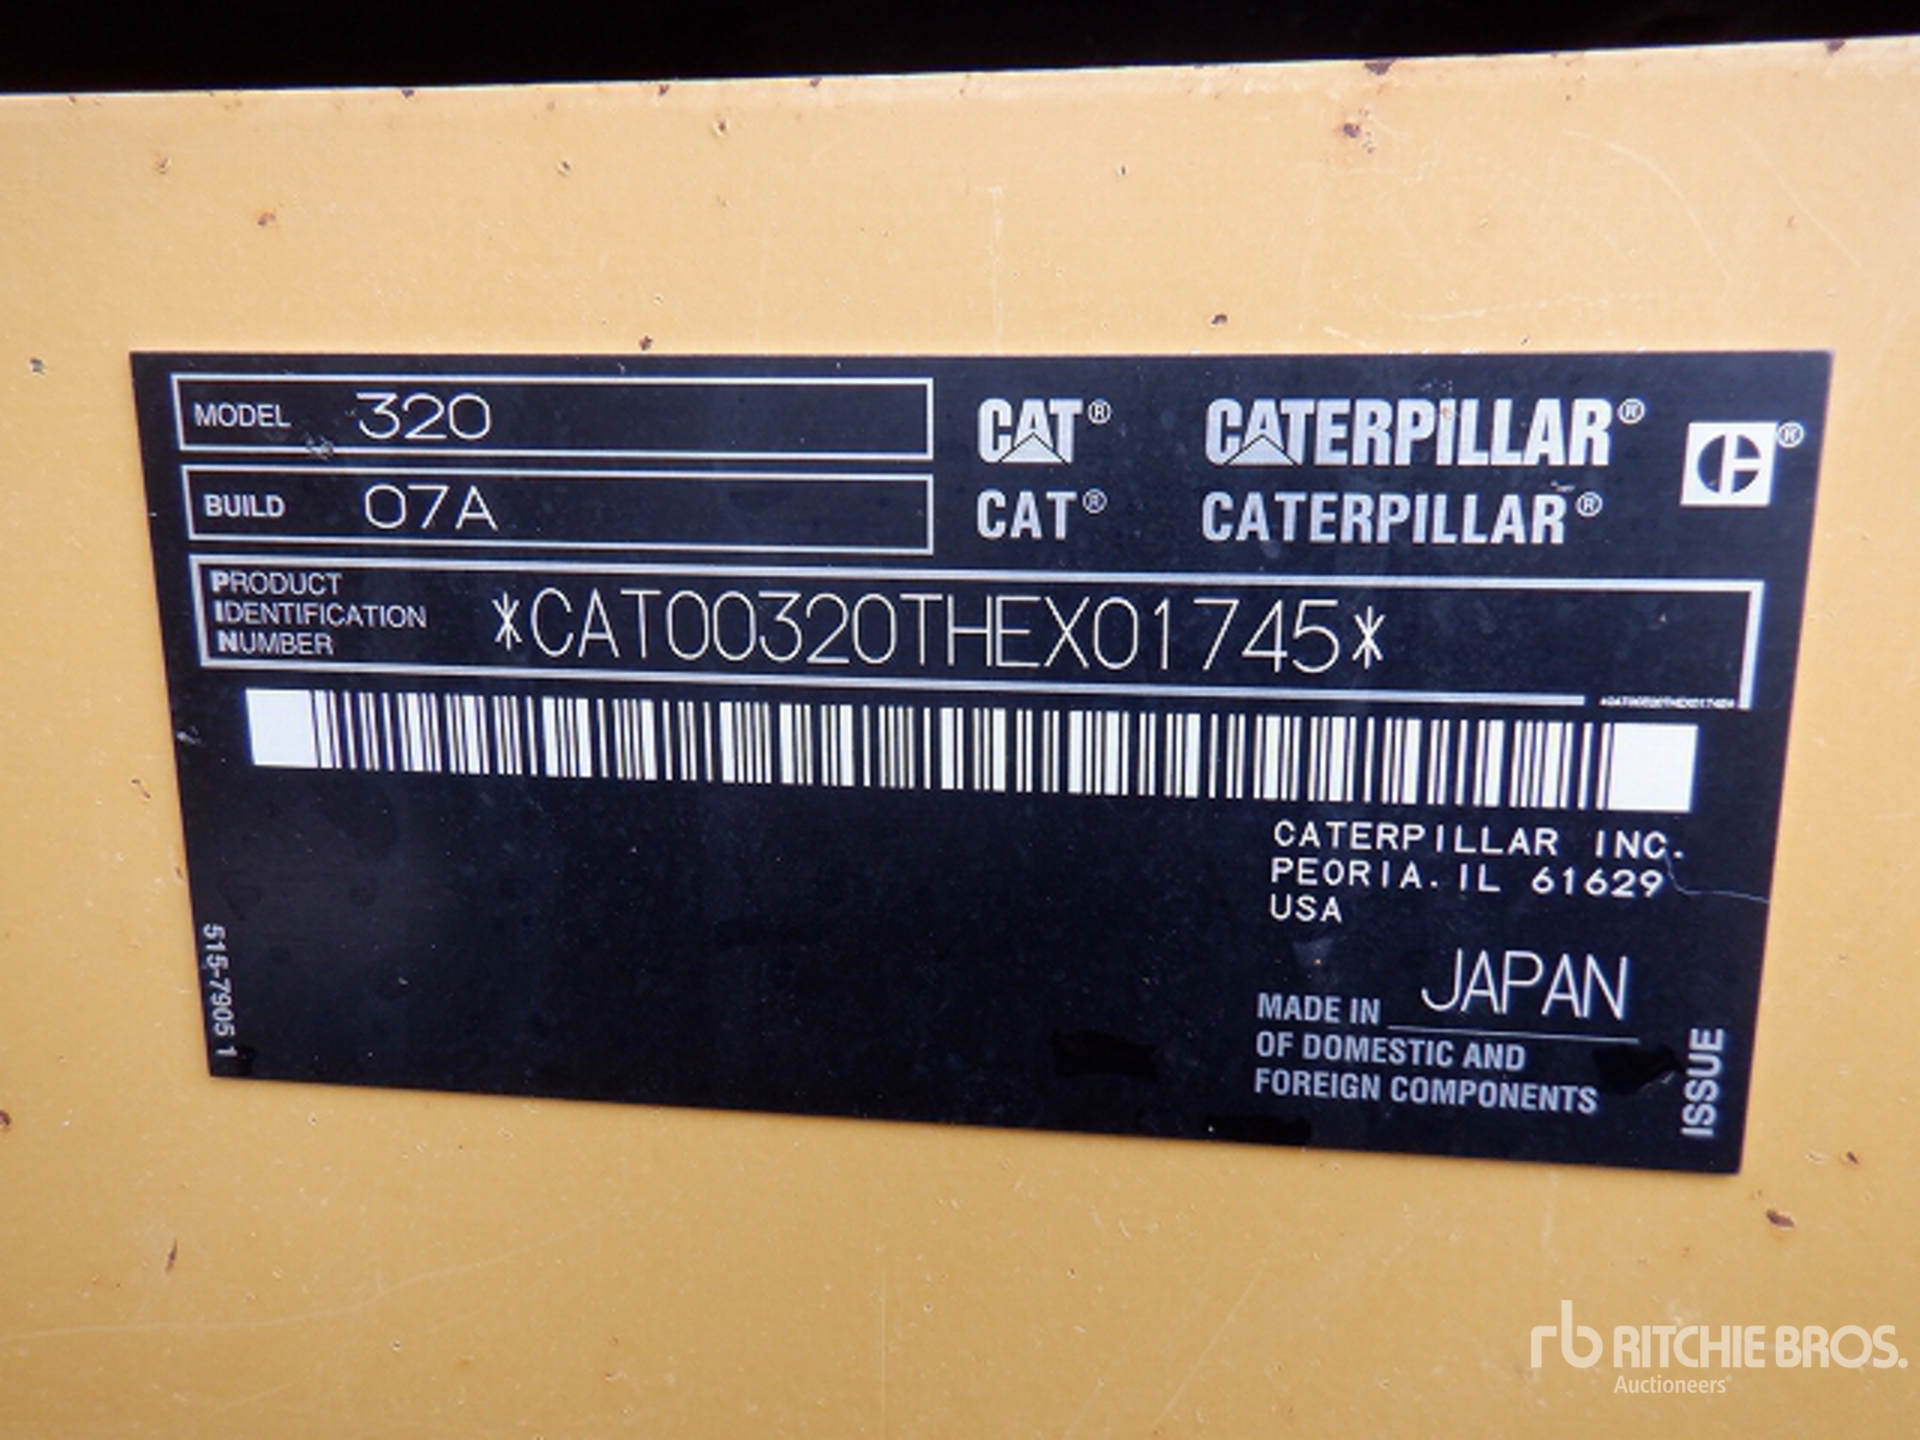 MODEL 320
BUILD 07A
CAT® CATERPILLAR® ®
CAT® CATERPILLAR®
PRODUCT
IDENTIFICATION
NUMBER
*CAT00320THEX01745*
CATERPILLAR INC.
PEORIA, IL 61629
USA
MADE IN JAPAN
OF DOMESTIC AND
FOREIGN COMPONENTS
ISSUE
515-7905 1
rb RITCHIE BROS.
Auctioneers